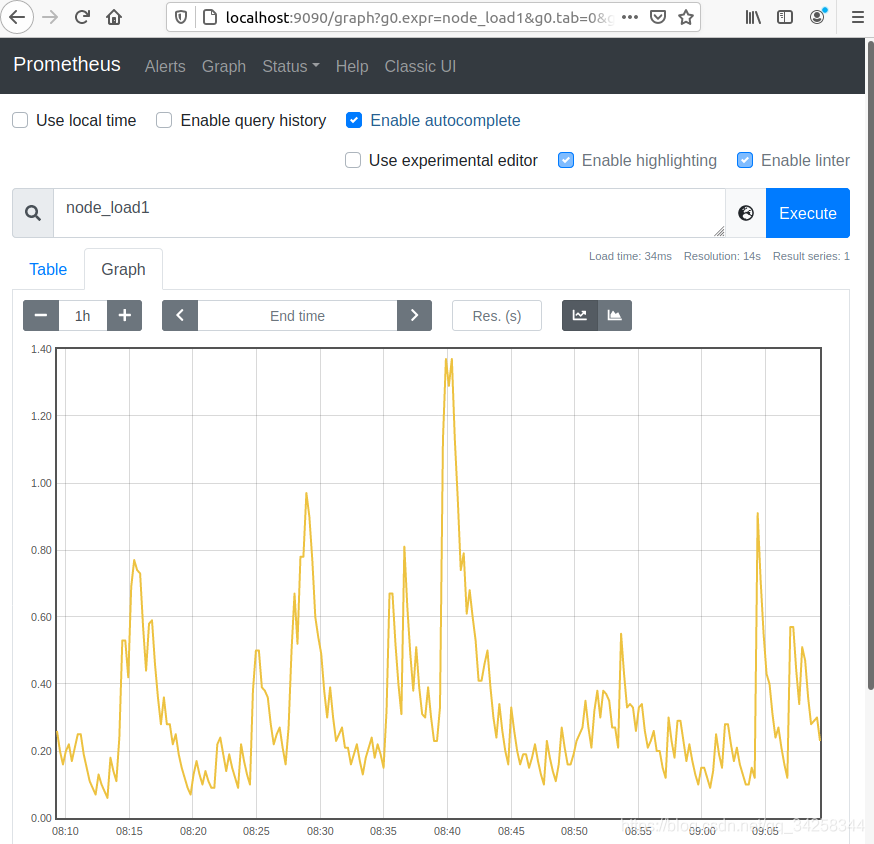 localhost:9090/graph?g0.expr=node_load1&g0.tab=0&g
Prometheus Alerts Graph Status Help Classic UI
Use local time Enable query history Enable autocomplete
Use experimental editor Enable highlighting Enable linter
node_load1 Execute
Load time: 34ms Resolution: 14s Result series: 1
Table Graph
1h End time Res. (s)
1.40
1.20
1.00
0.80
0.60
0.40
0.20
0.00
08:10 08:15 08:20 08:25 08:30 08:35 08:40 08:45 08:50 08:55 09:00 09:05
https://blog.csdn.net/qq_34258344